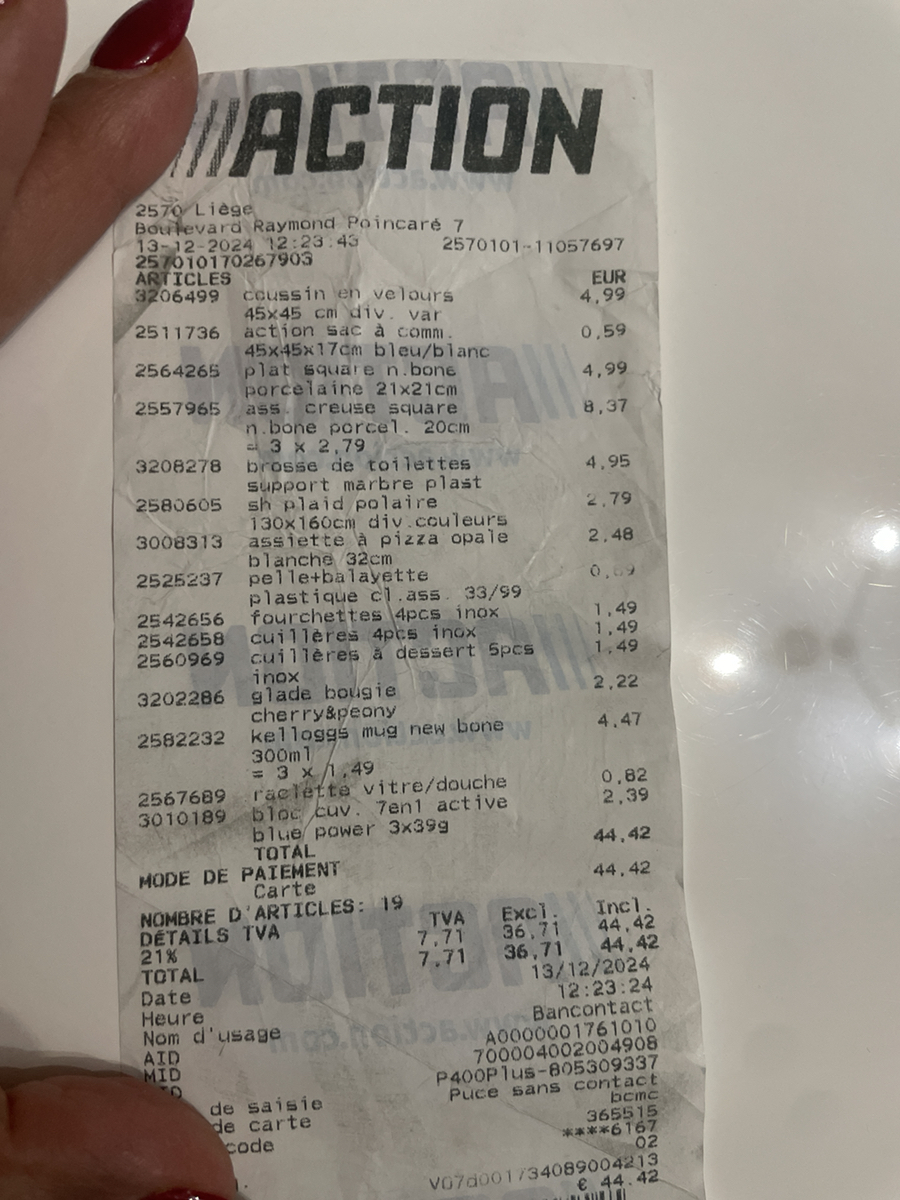 ACTION
2570 Liège
Boulevard Raymond Poincaré 7
13-12-2024 12:23:43 2570101-11057697
257010170267903
ARTICLES EUR
3206499 coussin en velours 4,99
45x45 cm div. var
2511736 action sac à comm. 0,59
45x45x17cm bleu/blanc
2564265 plat square n.bone 4,99
porcelaine 21x21cm
2557965 ass. creuse square 8,37
n.bone porcel. 20cm
= 3 x 2,79
3208278 brosse de toilettes 4,95
support marbre plast
2580605 sh plaid polaire 2,79
130x160cm div.couleurs
3008313 assiette à pizza opale 2,48
blanche 32cm
2525237 pelle+balayette
plastique cl.ass. 33/99
2542656 fourchettes 4pcs inox 1,49
2542658 cuillères 4pcs inox 1,49
2560969 cuillères à dessert 5pcs 1,49
inox
3202286 glade bougie 2,22
cherry&peony
2582232 kelloggs mug new bone 4,47
300ml
= 3 x 1,49
2567689 raclette vitre/douche 0,82
3010189 bloc cuv. 7en1 active 2,39
blue power 3x39g
TOTAL 44,42
MODE DE PAIEMENT
Carte 44,42
NOMBRE D'ARTICLES: 19
DÉTAILS TVA TVA Excl. Incl.
21% 7,71 36,71 44,42
TOTAL 7,71 36,71 44,42
Date 13/12/2024
Heure 12:23:24
Nom d'usage Bancontact
AID A0000001761010
MID 700004002004908
P400Plus-805309337
de saisie Puce sans contact
de carte bcmc
365515
code ****6167
02
V07d001734089004213
€ 44.42